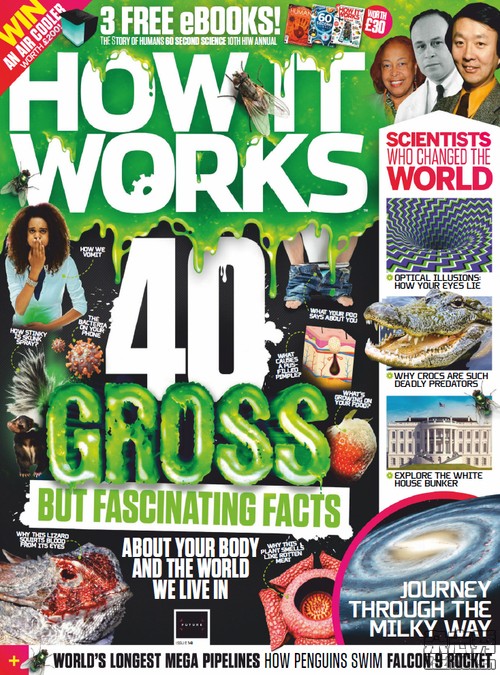 WIN
AN AIR COOLER
WORTH £200!
3 FREE eBOOKS!
THE STORY OF HUMANS 60 SECOND SCIENCE 10TH HIW ANNUAL
WORTH
£30
HOW IT
WORKS
SCIENTISTS
WHO CHANGED THE
WORLD
OPTICAL ILLUSIONS:
HOW YOUR EYES LIE
WHY CROCS ARE SUCH
DEADLY PREDATORS
EXPLORE THE WHITE
HOUSE BUNKER
40
GROSS
BUT FASCINATING FACTS
ABOUT YOUR BODY
AND THE WORLD
WE LIVE IN
HOW WE
VOMIT
THE
BACTERIA
ON YOUR
PHONE
HOW STINKY
IS SKUNK
SPRAY?
WHAT YOUR POO
SAYS ABOUT YOU
WHAT
CAUSES
A PUS-
FILLED
PIMPLE?
WHAT'S
GROWING ON
YOUR FOOD?
WHY THIS LIZARD
SQUIRTS BLOOD
FROM ITS EYES
WHY THIS
PLANT SMELLS
LIKE ROTTEN
MEAT
FUTURE
JOURNEY
THROUGH THE
MILKY WAY
+ WORLD'S LONGEST MEGA PIPELINES HOW PENGUINS SWIM FALCON 9 ROCKET